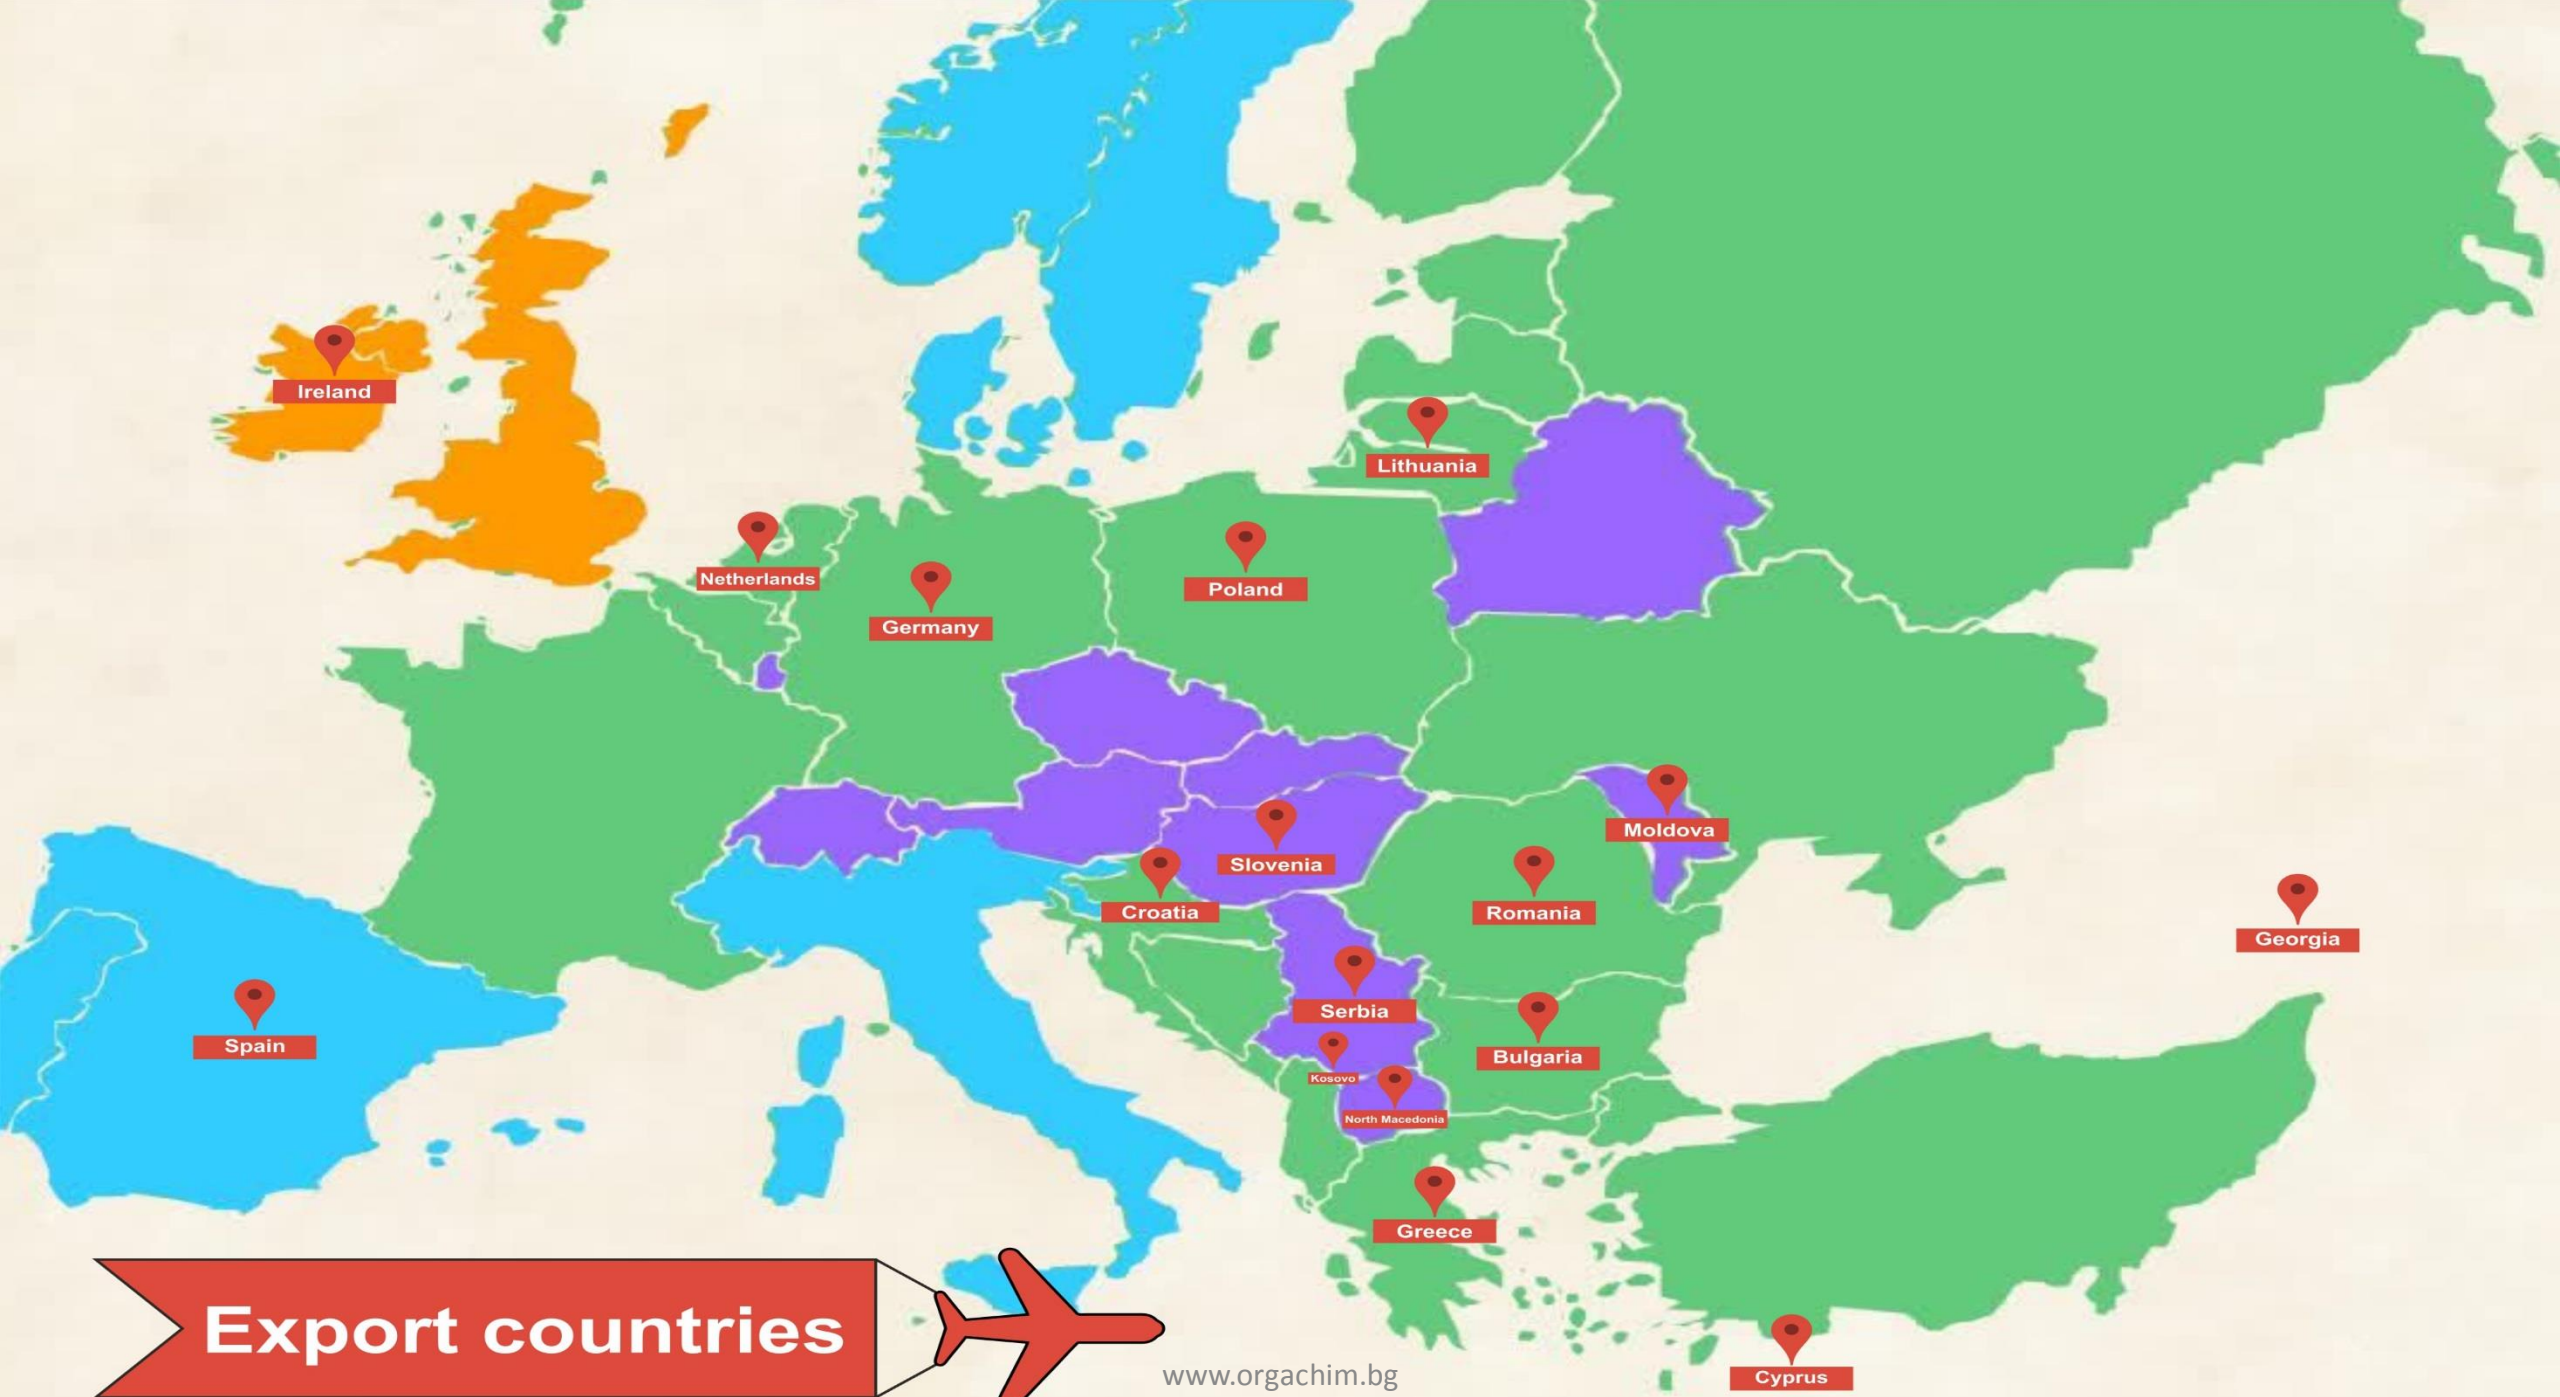 Ireland
Lithuania
Netherlands
Poland
Germany
Moldova
Slovenia
Croatia
Romania
Georgia
Serbia
Spain
Bulgaria
Kosovo
North Macedonia
Greece
Export countries
www.orgachim.bg
Cyprus